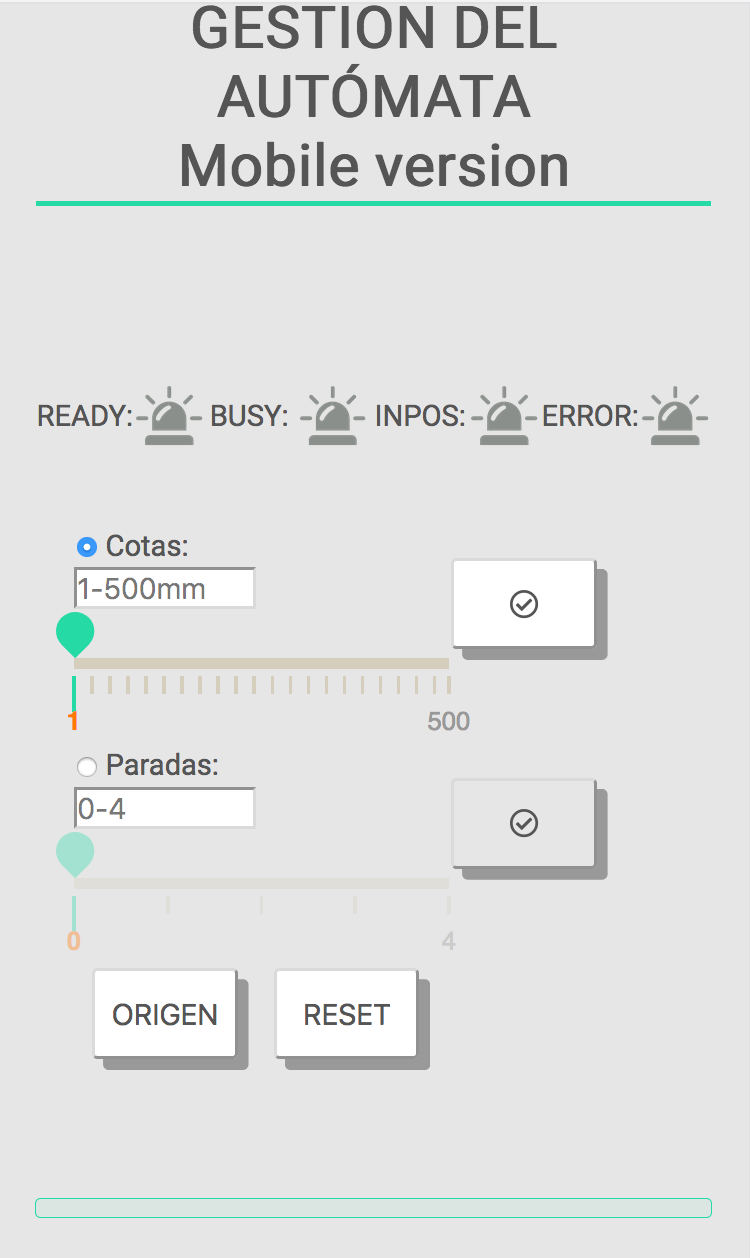 GESTIÓN DEL
AUTÓMATA
Mobile version
READY: BUSY: INPOS: ERROR:
Cotas:
1-500mm
1 500
Paradas:
0-4
0 4
ORIGEN RESET